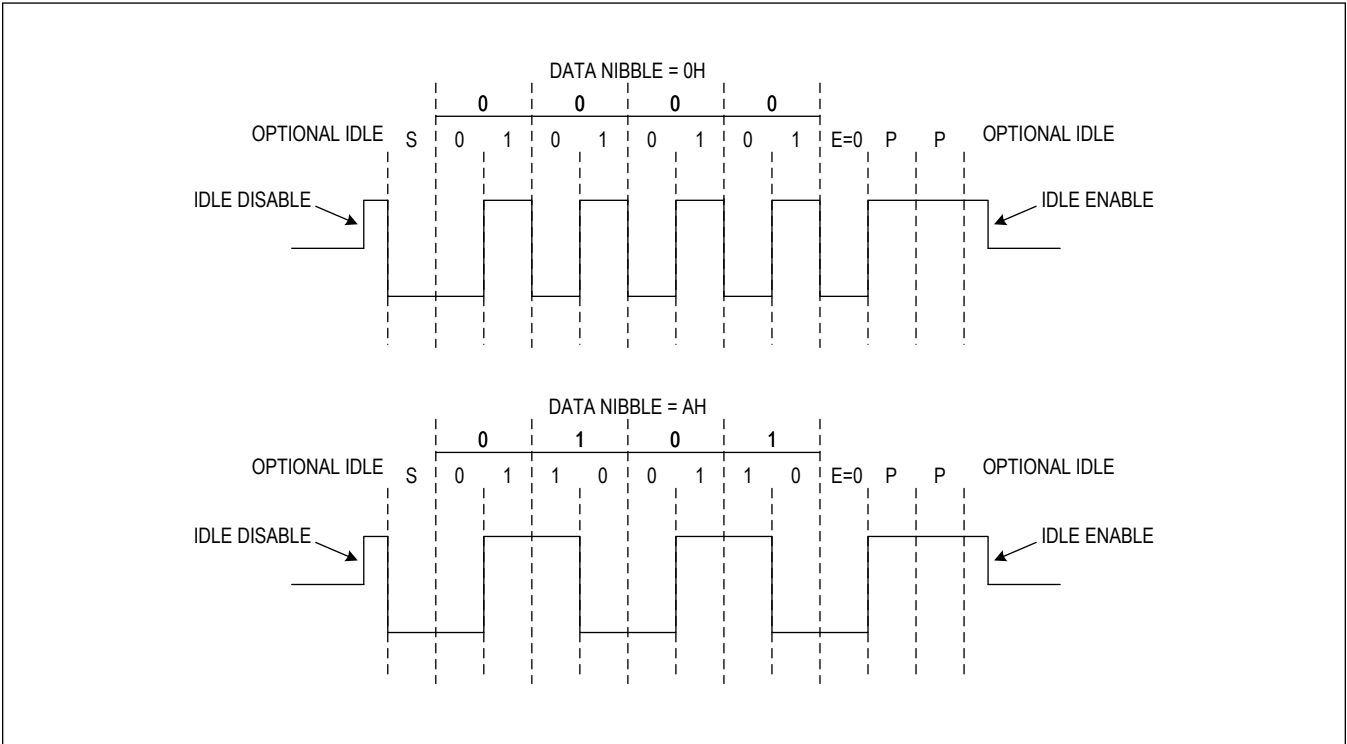 DATA NIBBLE = 0H
0 0 0 0
OPTIONAL IDLE S 0 1 0 1 0 1 0 1 E=0 P P OPTIONAL IDLE
IDLE DISABLE IDLE ENABLE
DATA NIBBLE = AH
0 1 0 1
OPTIONAL IDLE S 0 1 1 0 0 1 1 0 E=0 P P OPTIONAL IDLE
IDLE DISABLE IDLE ENABLE